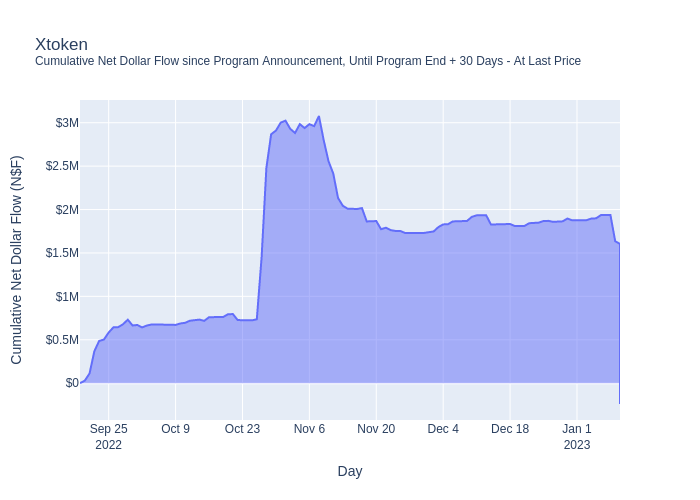 Xtoken
Cumulative Net Dollar Flow since Program Announcement, Until Program End + 30 Days - At Last Price
Cumulative Net Dollar Flow (N$F)
$3M
$2.5M
$2M
$1.5M
$1M
$0.5M
$0
Sep 25
2022
Oct 9
Oct 23
Nov 6
Nov 20
Dec 4
Dec 18
Jan 1
2023
Day